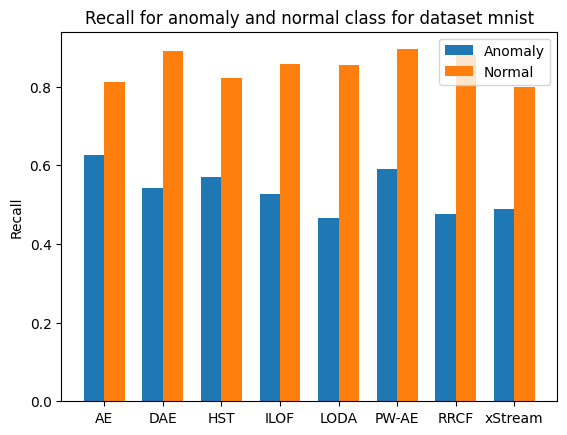 Recall for anomaly and normal class for dataset mnist
Anomaly
Normal
Recall
0.8
0.6
0.4
0.2
0.0
AE DAE HST ILOF LODA PW-AE RRCF xStream